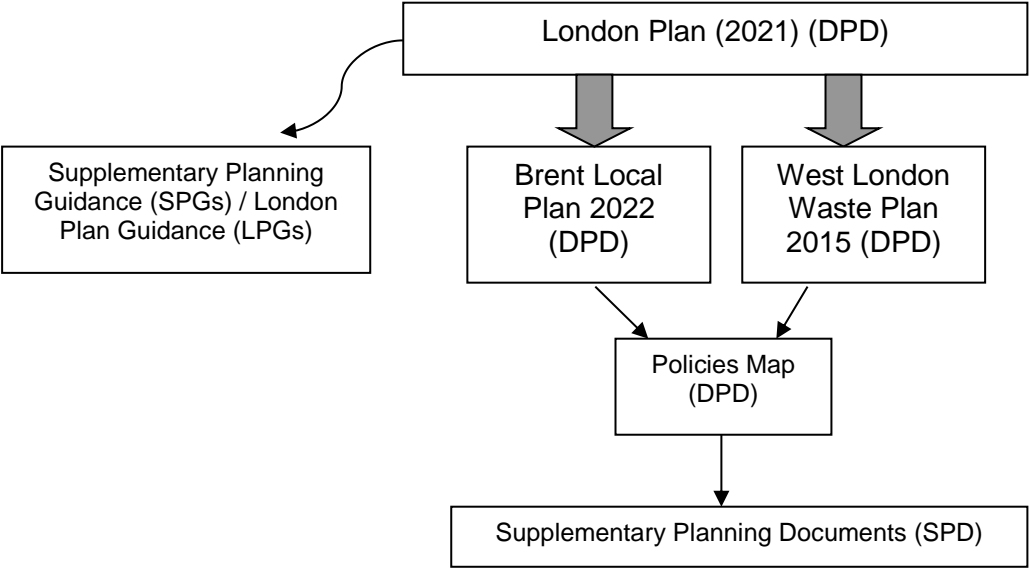 London Plan (2021) (DPD)
Supplementary Planning
Guidance (SPGs) / London
Plan Guidance (LPGs)
Brent Local
Plan 2022
(DPD)
West London
Waste Plan
2015 (DPD)
Policies Map
(DPD)
Supplementary Planning Documents (SPD)